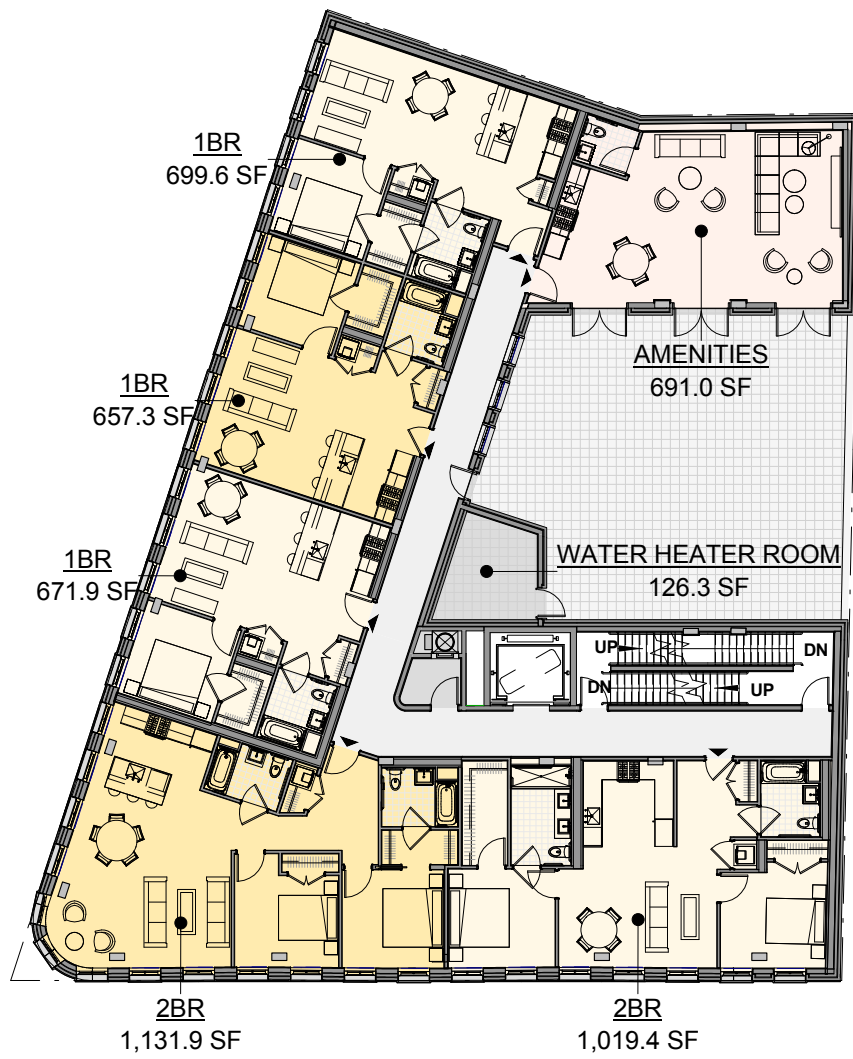 1BR
699.6 SF
AMENITIES
691.0 SF
1BR
657.3 SF
WATER HEATER ROOM
126.3 SF
1BR
671.9 SF
UP
DN
DN
UP
2BR
1,131.9 SF
2BR
1,019.4 SF